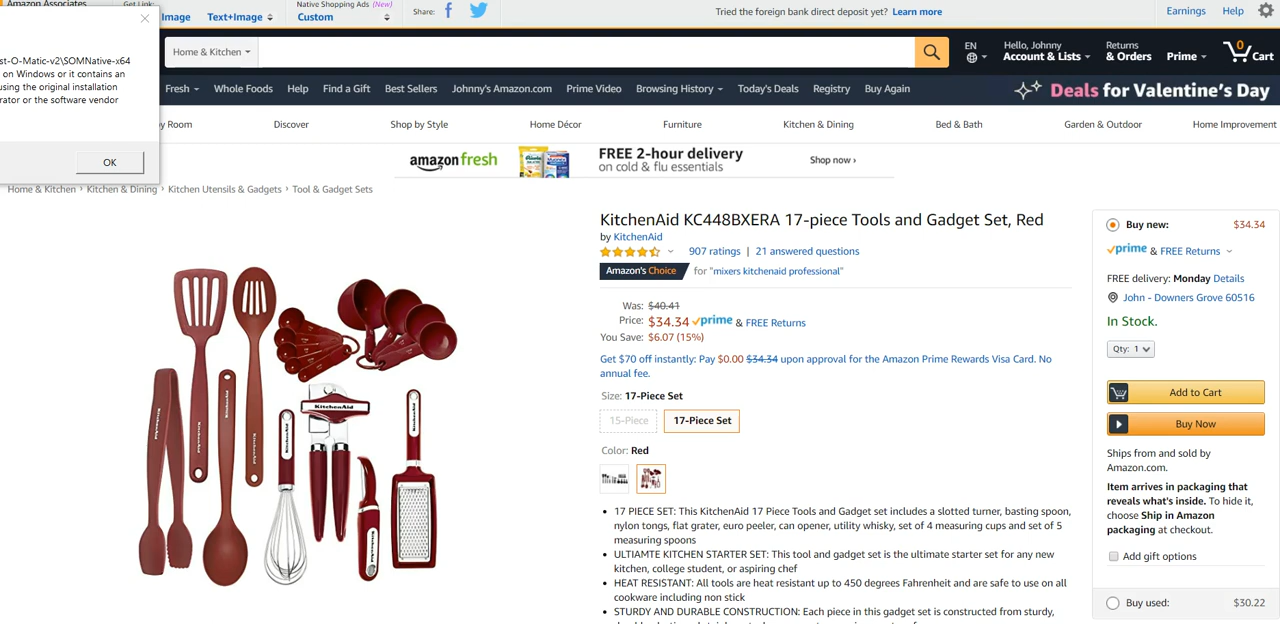 Amazon Associates
Get Link:
Image
Text+Image
Native Shopping Ads (New)
Custom
Share:
Tried the foreign bank direct deposit yet? Learn more
Earnings
Help
st-O-Matic-v2\SOMNative-x64
on Windows or it contains an
using the original installation
rator or the software vendor
OK
Home & Kitchen
EN
Hello, Johnny
Account & Lists
Returns
& Orders
Prime
0
Cart
Fresh
Whole Foods
Help
Find a Gift
Best Sellers
Johnny's Amazon.com
Prime Video
Browsing History
Today's Deals
Registry
Buy Again
Deals for Valentine's Day
y Room
Discover
Shop by Style
Home Décor
Furniture
Kitchen & Dining
Bed & Bath
Garden & Outdoor
Home Improvement
amazonfresh
FREE 2-hour delivery
on cold & flu essentials
Shop now ›
Home & Kitchen › Kitchen & Dining › Kitchen Utensils & Gadgets › Tool & Gadget Sets
KitchenAid KC448BXERA 17-piece Tools and Gadget Set, Red
by KitchenAid
907 ratings | 21 answered questions
Amazon's Choice for "mixers kitchenaid professional"
Was: $40.41
Price: $34.34 prime & FREE Returns
You Save: $6.07 (15%)
Get $70 off instantly: Pay $0.00 $34.34 upon approval for the Amazon Prime Rewards Visa Card. No
annual fee.
Size: 17-Piece Set
15-Piece
17-Piece Set
Color: Red
• 17 PIECE SET: This KitchenAid 17 Piece Tools and Gadget set includes a slotted turner, basting spoon,
nylon tongs, flat grater, euro peeler, can opener, utility whisky, set of 4 measuring cups and set of 5
measuring spoons
• ULTIAMTE KITCHEN STARTER SET: This tool and gadget set is the ultimate starter set for any new
kitchen, college student, or aspiring chef
• HEAT RESISTANT: All tools are heat resistant up to 450 degrees Fahrenheit and are safe to use on all
cookware including non stick
• STURDY AND DURABLE CONSTRUCTION: Each piece in this gadget set is constructed from sturdy,
KitchenAid
KitchenAid
KitchenAid
KitchenAid
KitchenAid
KitchenAid
KitchenAid
KitchenAid
Buy new:
$34.34
prime & FREE Returns
FREE delivery: Monday Details
John - Downers Grove 60516
In Stock.
Qty: 1
Add to Cart
Buy Now
Ships from and sold by
Amazon.com.
Item arrives in packaging that
reveals what's inside. To hide it,
choose Ship in Amazon
packaging at checkout.
Add gift options
Buy used:
$30.22